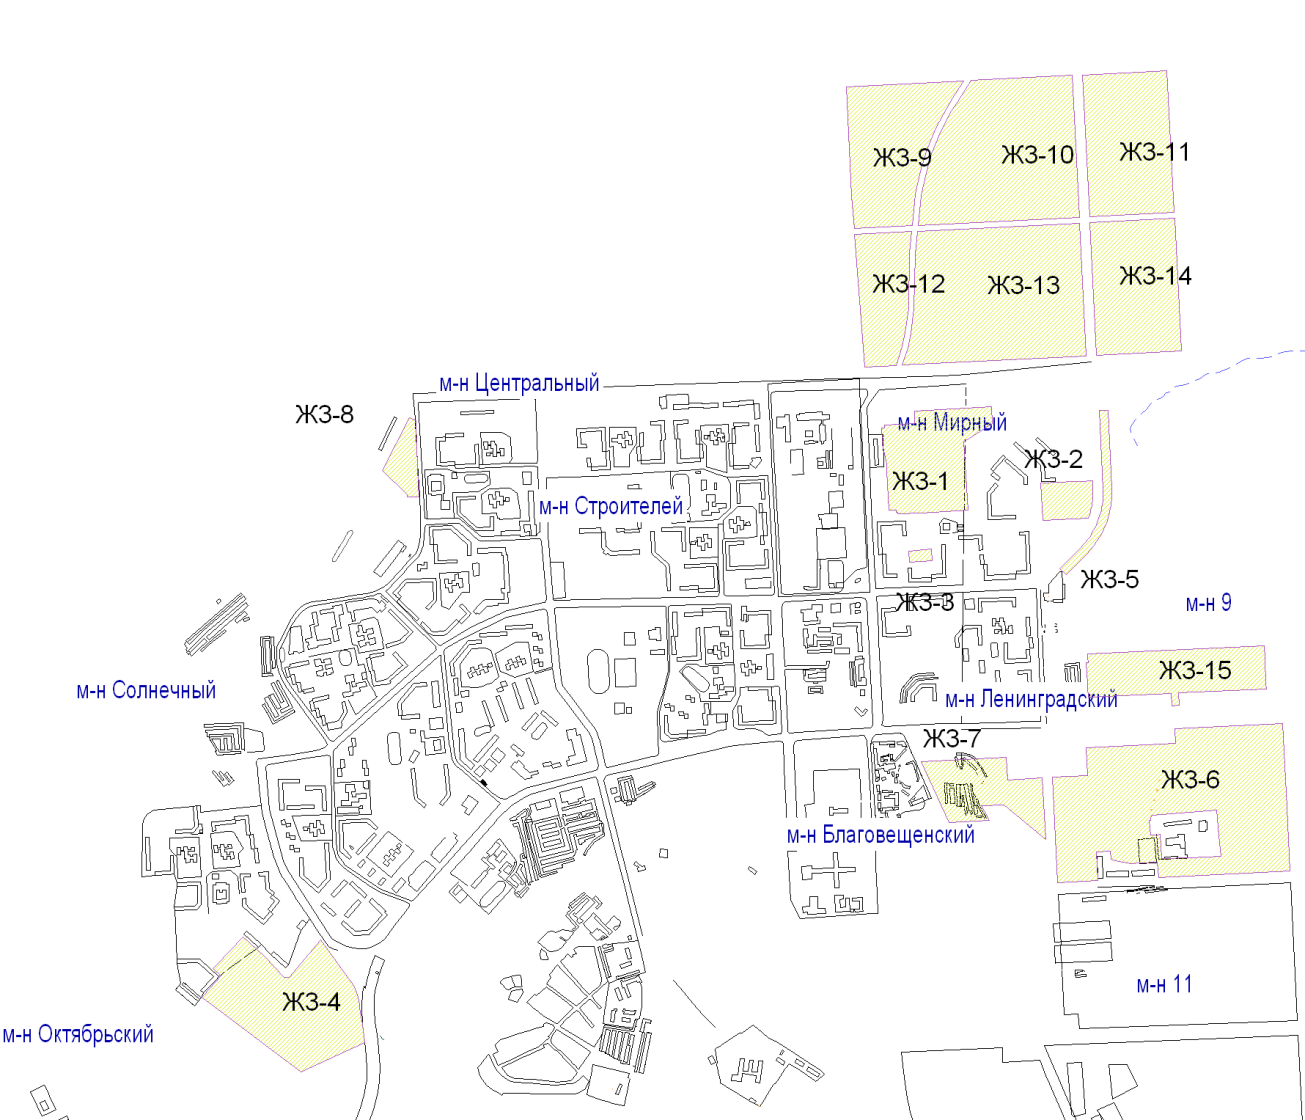 ЖЗ-9
ЖЗ-10
ЖЗ-11
ЖЗ-12
ЖЗ-13
ЖЗ-14
м-н Центральный
ЖЗ-8
м-н Мирный
ЖЗ-2
ЖЗ-1
м-н Строителей
ЖЗ-5
ЖЗ-3
м-н 9
м-н Солнечный
ЖЗ-15
м-н Ленинградский
ЖЗ-7
ЖЗ-6
м-н Благовещенский
м-н 11
ЖЗ-4
м-н Октябрьский